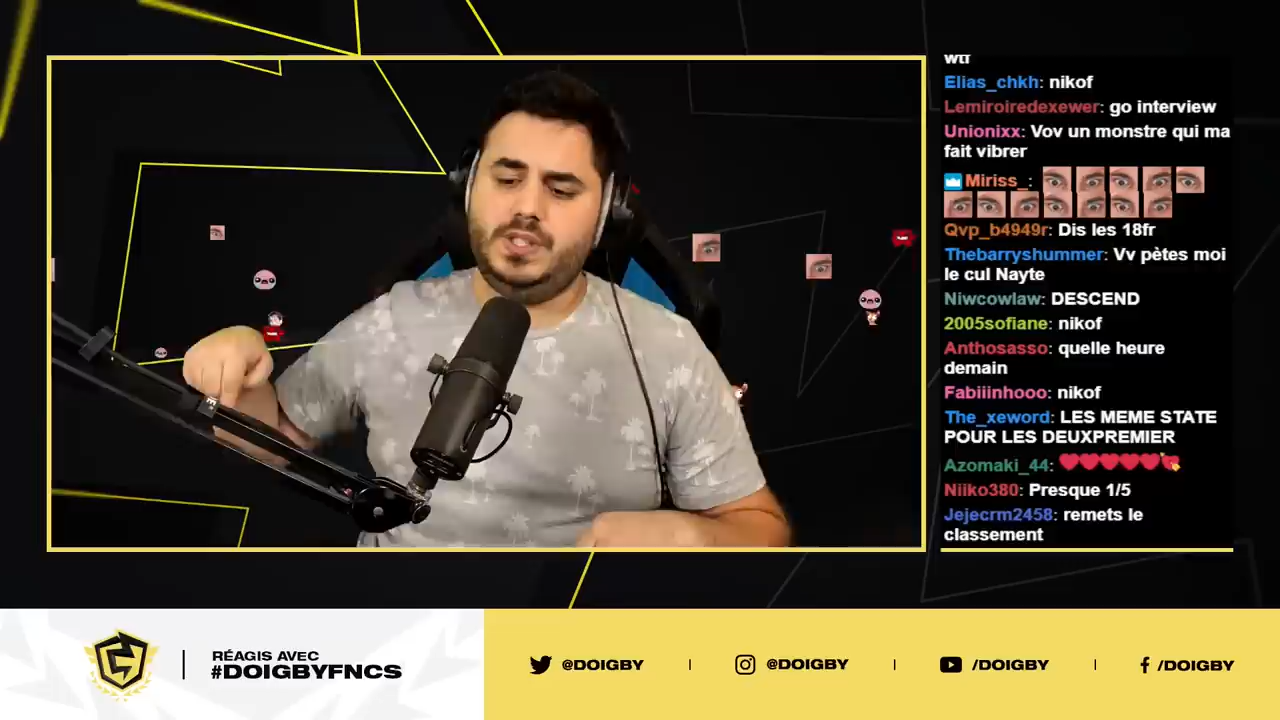 wtf
Elias_chkh: nikof
Lemiroiredexewer: go interview
Unionixx: Vov un monstre qui ma
fait vibrer
Miriss_:
Qvp_b4949r: Dis les 18fr
Thebarryshummer: Vv pètes moi
le cul Nayte
Niwcowlaw: DESCEND
2005sofiane: nikof
Anthosasso: quelle heure
demain
Fabiiinhooo: nikof
The_xeword: LES MEME STATE
POUR LES DEUXPREMIER
Azomaki_44:
Niiko380: Presque 1/5
Jejecrm2458: remets le
classement
RÉAGIS AVEC
#DOIGBYFNCS
@DOIGBY
@DOIGBY
/DOIGBY
/DOIGBY